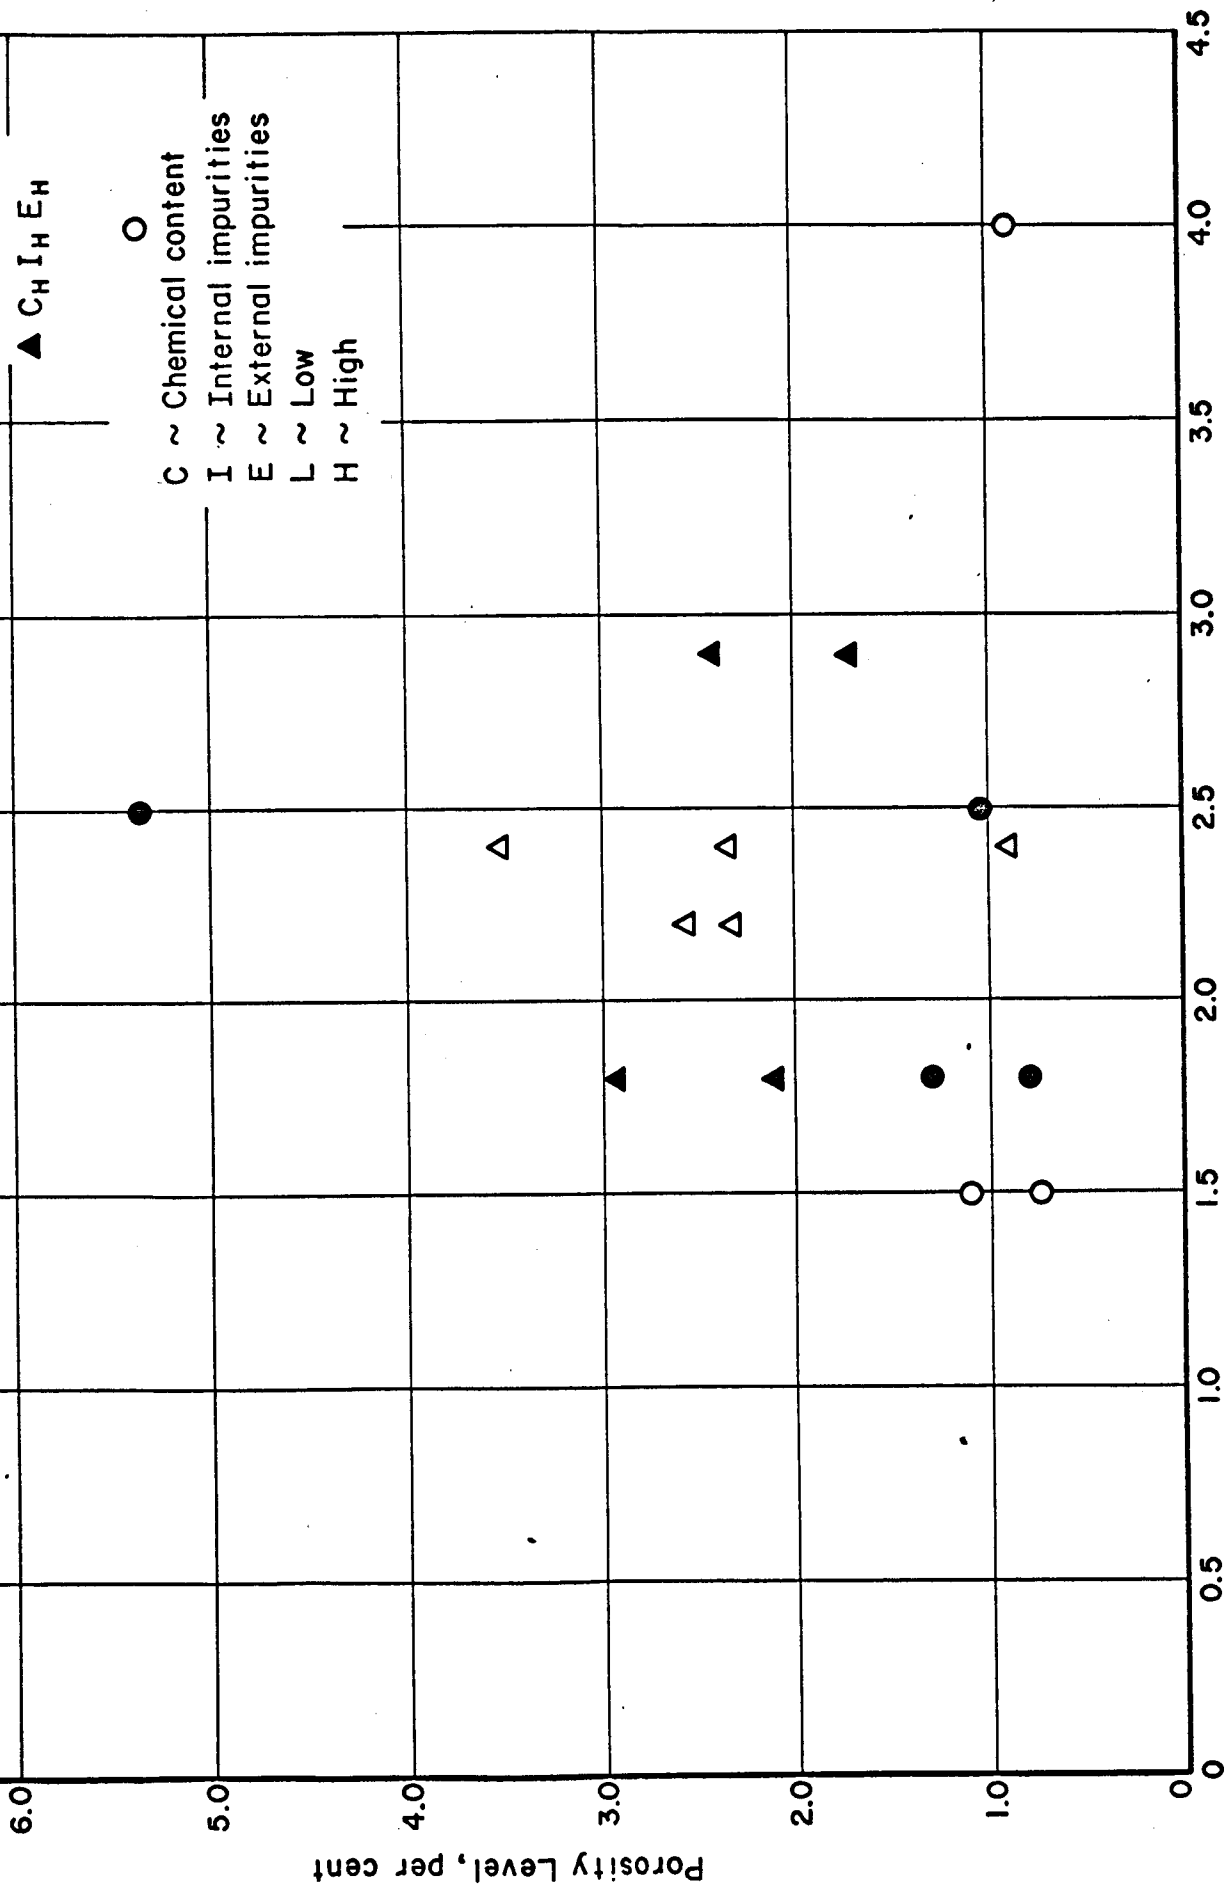 ▲ C_H I_H E_H
C ~ Chemical content
I ~ Internal impurities
E ~ External impurities
L ~ Low
H ~ High
Porosity Level, per cent
6.0
5.0
4.0
3.0
2.0
1.0
0
0 0.5 1.0 1.5 2.0 2.5 3.0 3.5 4.0 4.5